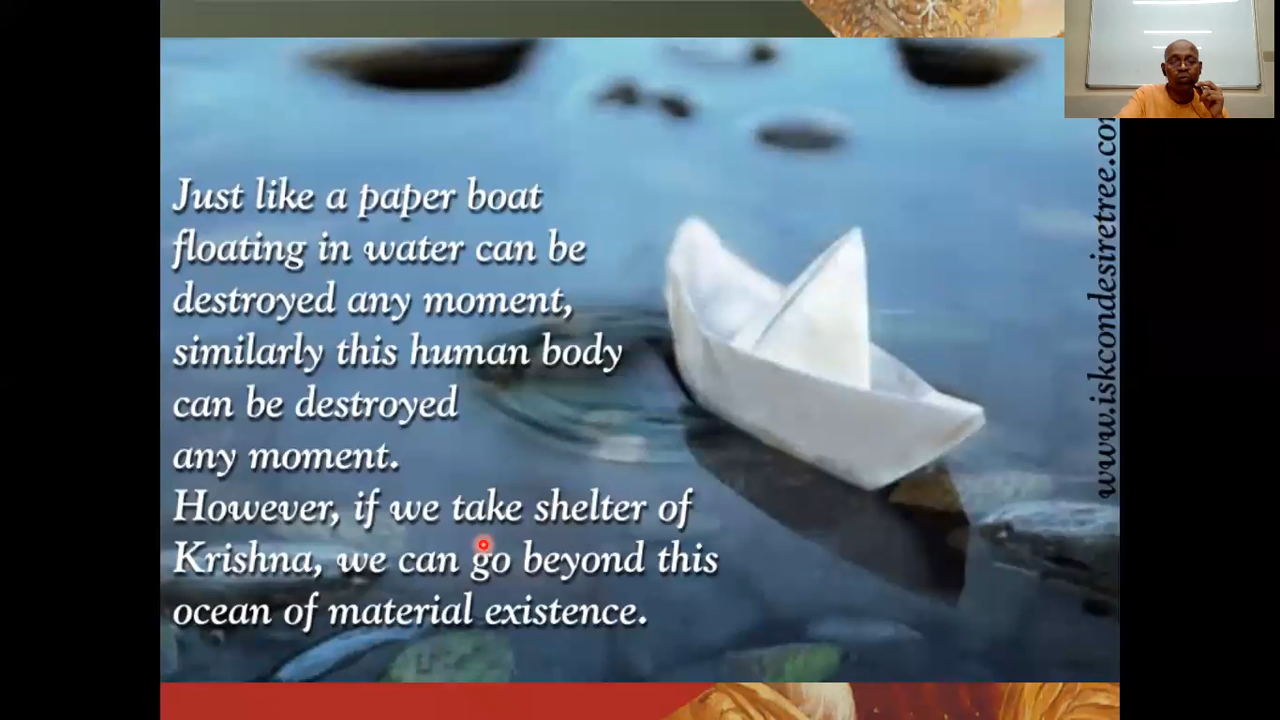 Just like a paper boat
floating in water can be
destroyed any moment,
similarly this human body
can be destroyed
any moment.
However, if we take shelter of
Krishna, we can go beyond this
ocean of material existence.
www.iskcondesiretree.co